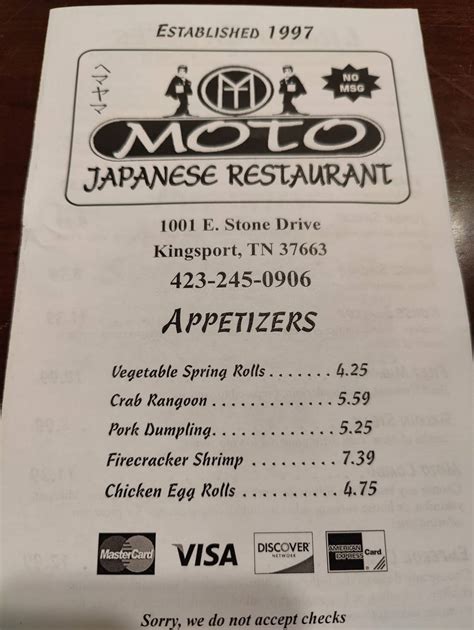 ESTABLISHED 1997
ヘマヤマ
NO
MSG
MOTO
JAPANESE RESTAURANT
1001 E. Stone Drive
Kingsport, TN 37663
423-245-0906
APPETIZERS
Vegetable Spring Rolls . . . . . . . 4.25
Crab Rangoon . . . . . . . . . . . . . 5.59
Pork Dumpling. . . . . . . . . . . . . 5.25
Firecracker Shrimp . . . . . . . . . 7.39
Chicken Egg Rolls . . . . . . . . . . 4.75
MasterCard
VISA
DISCOVER
NETWORK
AMERICAN
EXPRESS
Card
Sorry, we do not accept checks